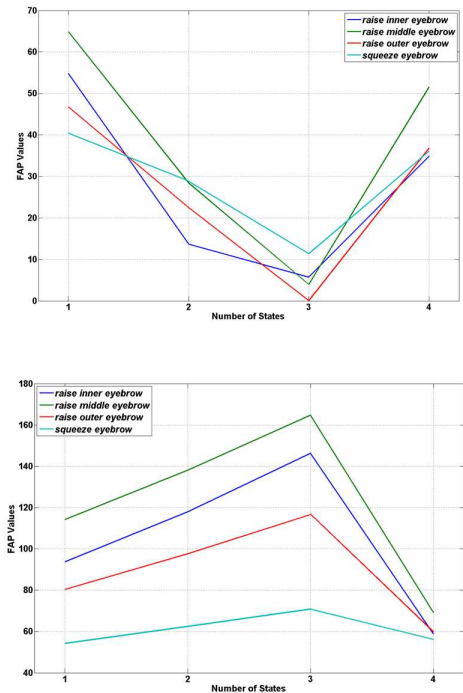 70
60
50
40
30
20
10
0
FAP Values
raise inner eyebrow
raise middle eyebrow
raise outer eyebrow
squeeze eyebrow
1 2 3 4
Number of States
180
160
140
120
100
80
60
40
FAP Values
raise inner eyebrow
raise middle eyebrow
raise outer eyebrow
squeeze eyebrow
1 2 3 4
Number of States